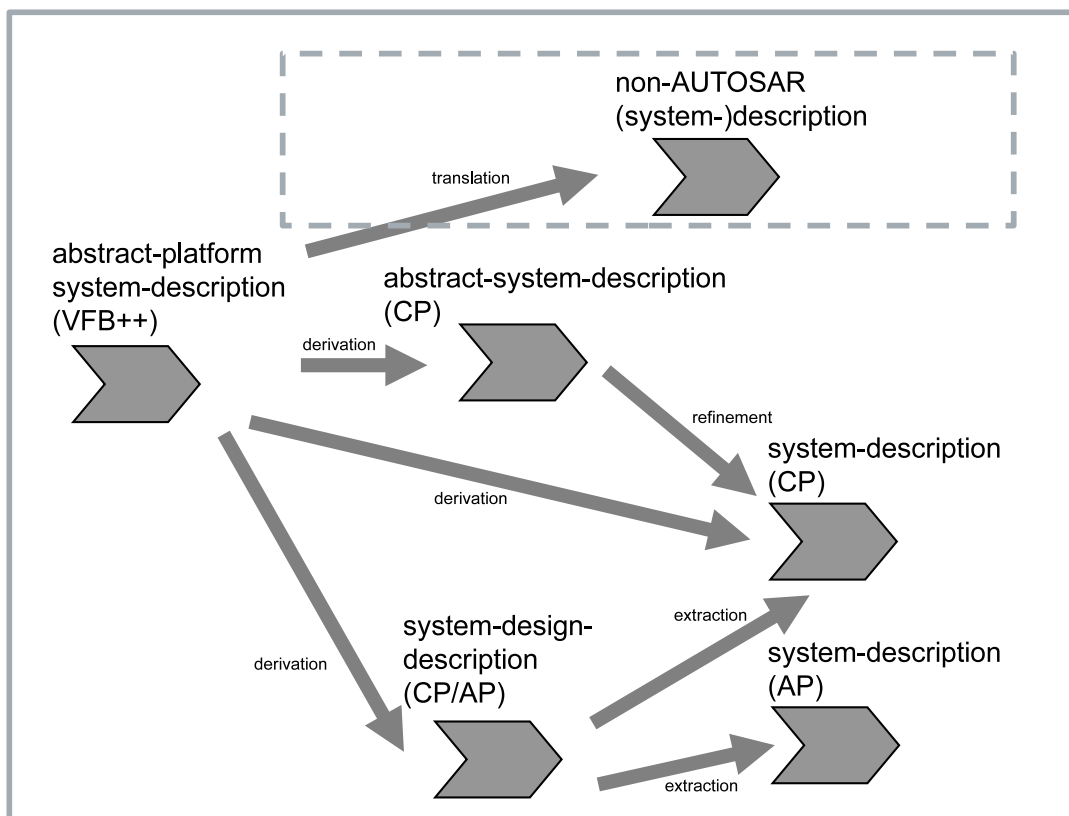 non-AUTOSAR
(system-)description
translation
abstract-platform
system-description
(VFB++)
abstract-system-description
(CP)
derivation
refinement
system-description
(CP)
derivation
system-design-
description
(CP/AP)
extraction
system-description
(AP)
derivation
extraction